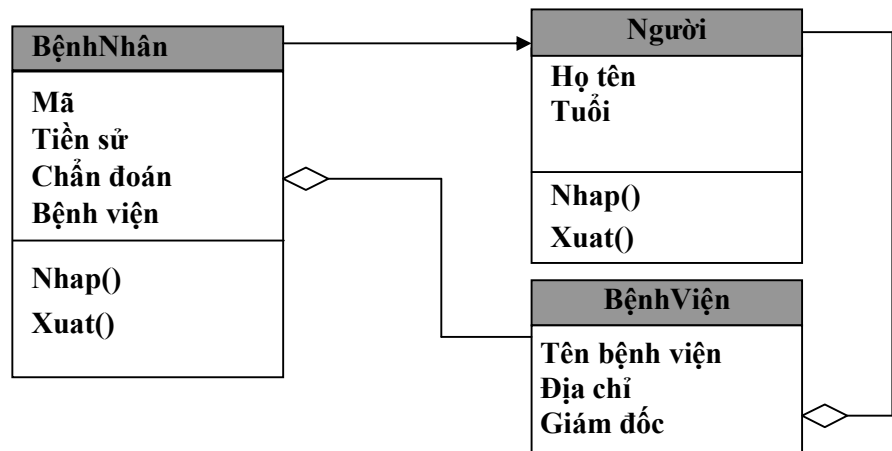 BệnhNhân
Mã
Tiền sử
Chẩn đoán
Bệnh viện
Nhap()
Xuat()
Người
Họ tên
Tuổi
Nhap()
Xuat()
BệnhViện
Tên bệnh viện
Địa chỉ
Giám đốc